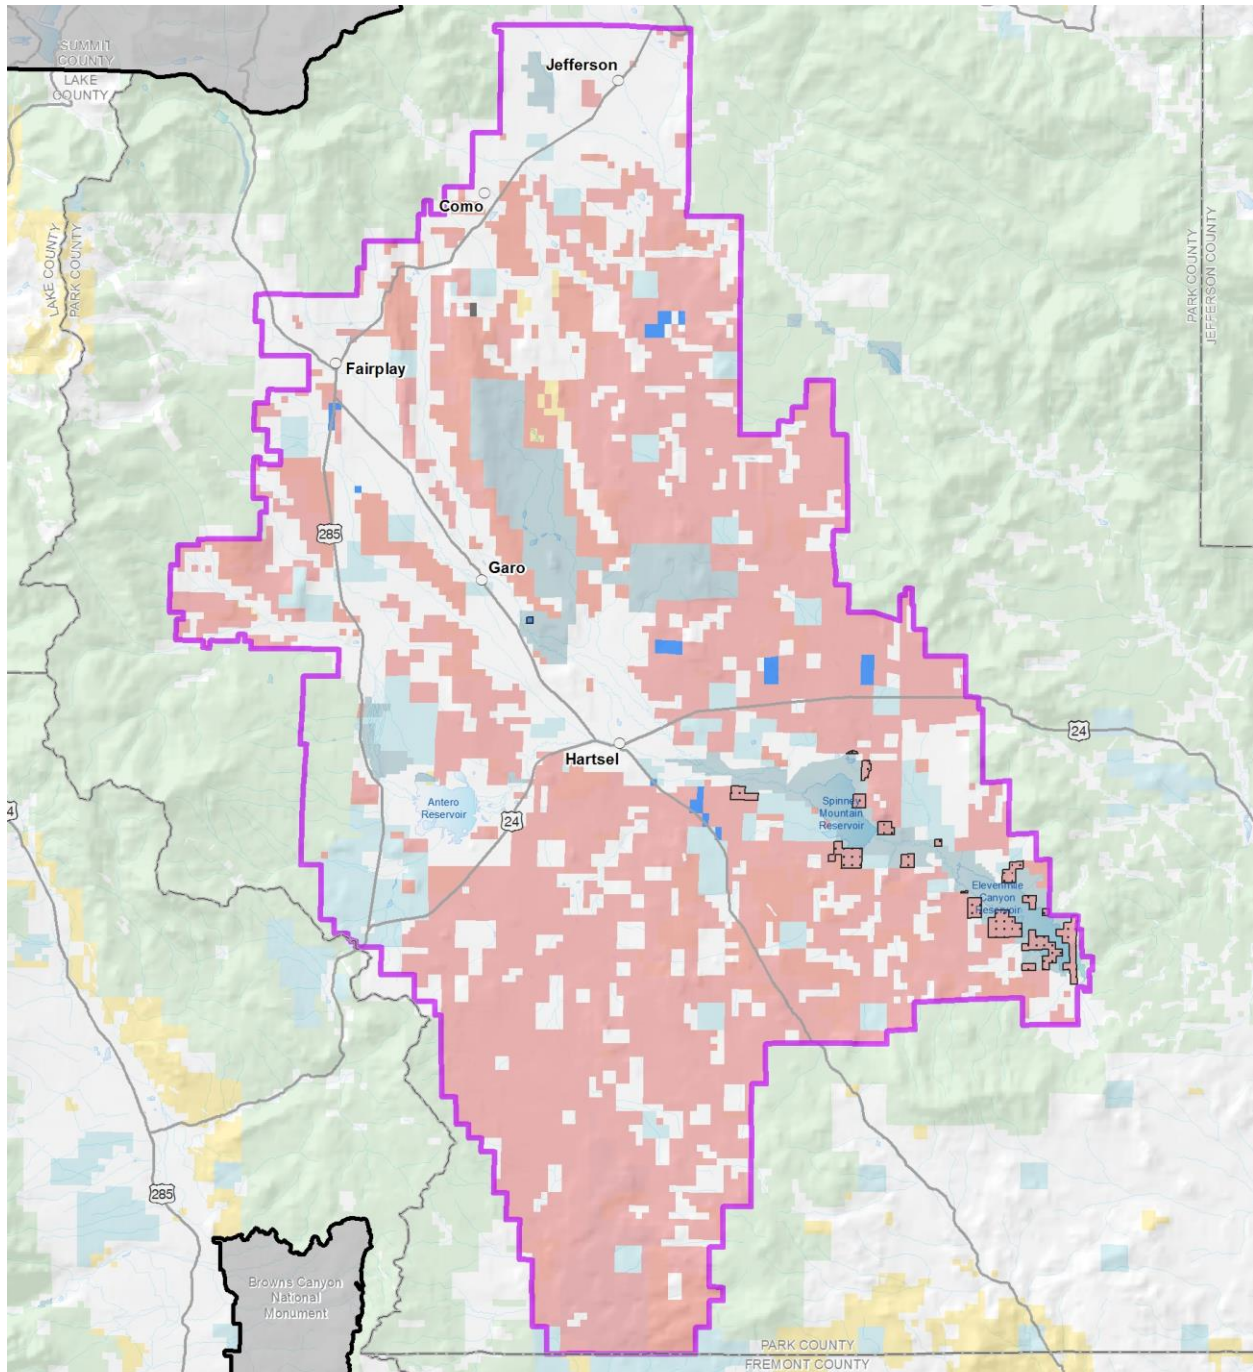 SUMMIT
COUNTY
LAKE
COUNTY
Jefferson
Como
LAKE COUNTY
PARK COUNTY
PARK COUNTY
JEFFERSON COUNTY
Fairplay
285
Garo
Hartsel
24
Antero
Reservoir
24
Spinney
Mountain
Reservoir
4
Elevenmile
Canyon
Reservoir
285
Browns Canyon
National
Monument
PARK COUNTY
FREMONT COUNTY